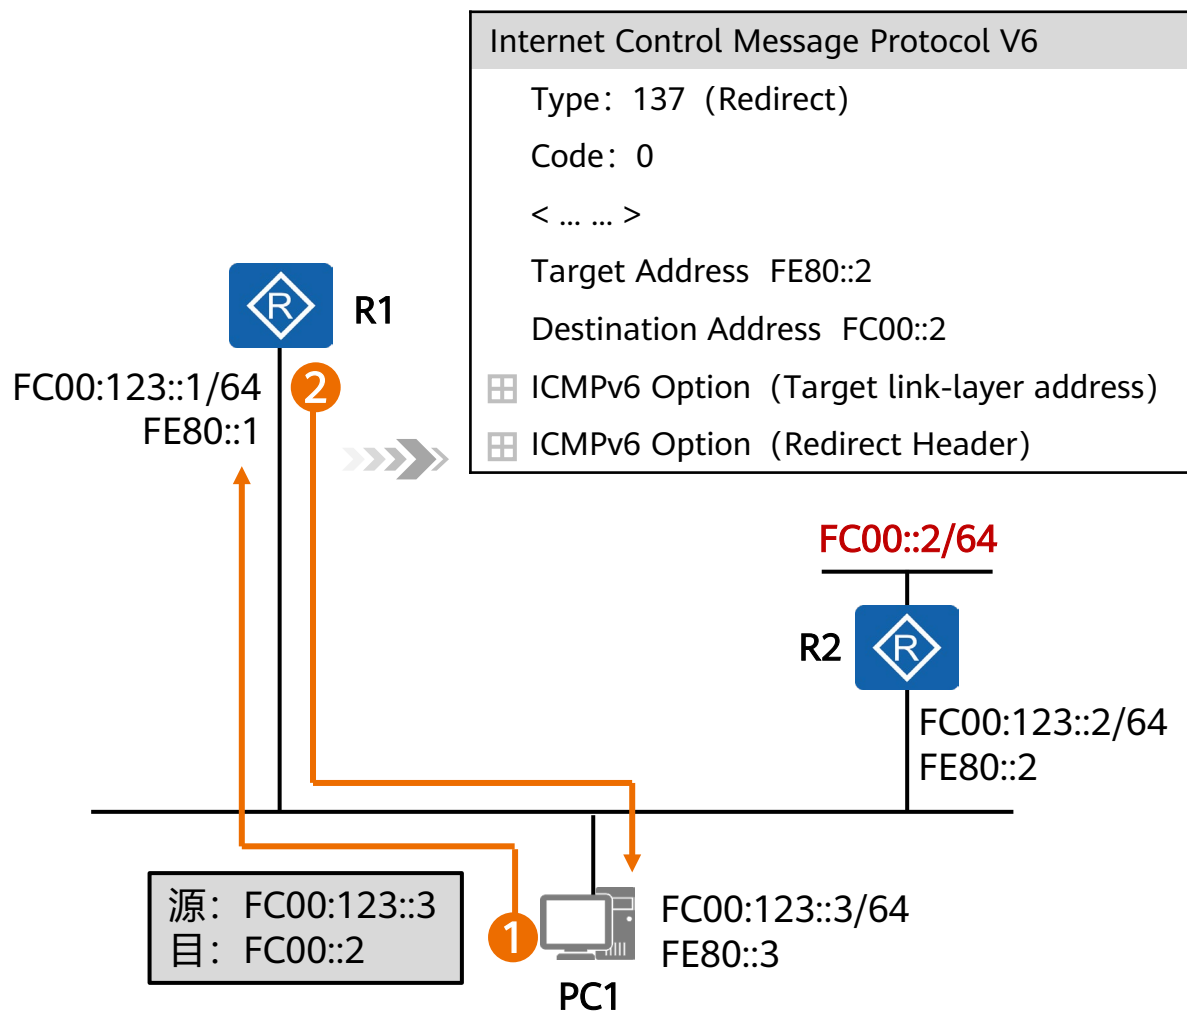 Internet Control Message Protocol V6
Type：137（Redirect）
Code：0
< ... ... >
Target Address FE80::2
Destination Address FC00::2
ICMPv6 Option（Target link-layer address）
ICMPv6 Option（Redirect Header）
R
R1
FC00:123::1/64
FE80::1
2
FC00::2/64
R2
R
FC00:123::2/64
FE80::2
源：FC00:123::3
目：FC00::2
1
FC00:123::3/64
FE80::3
PC1